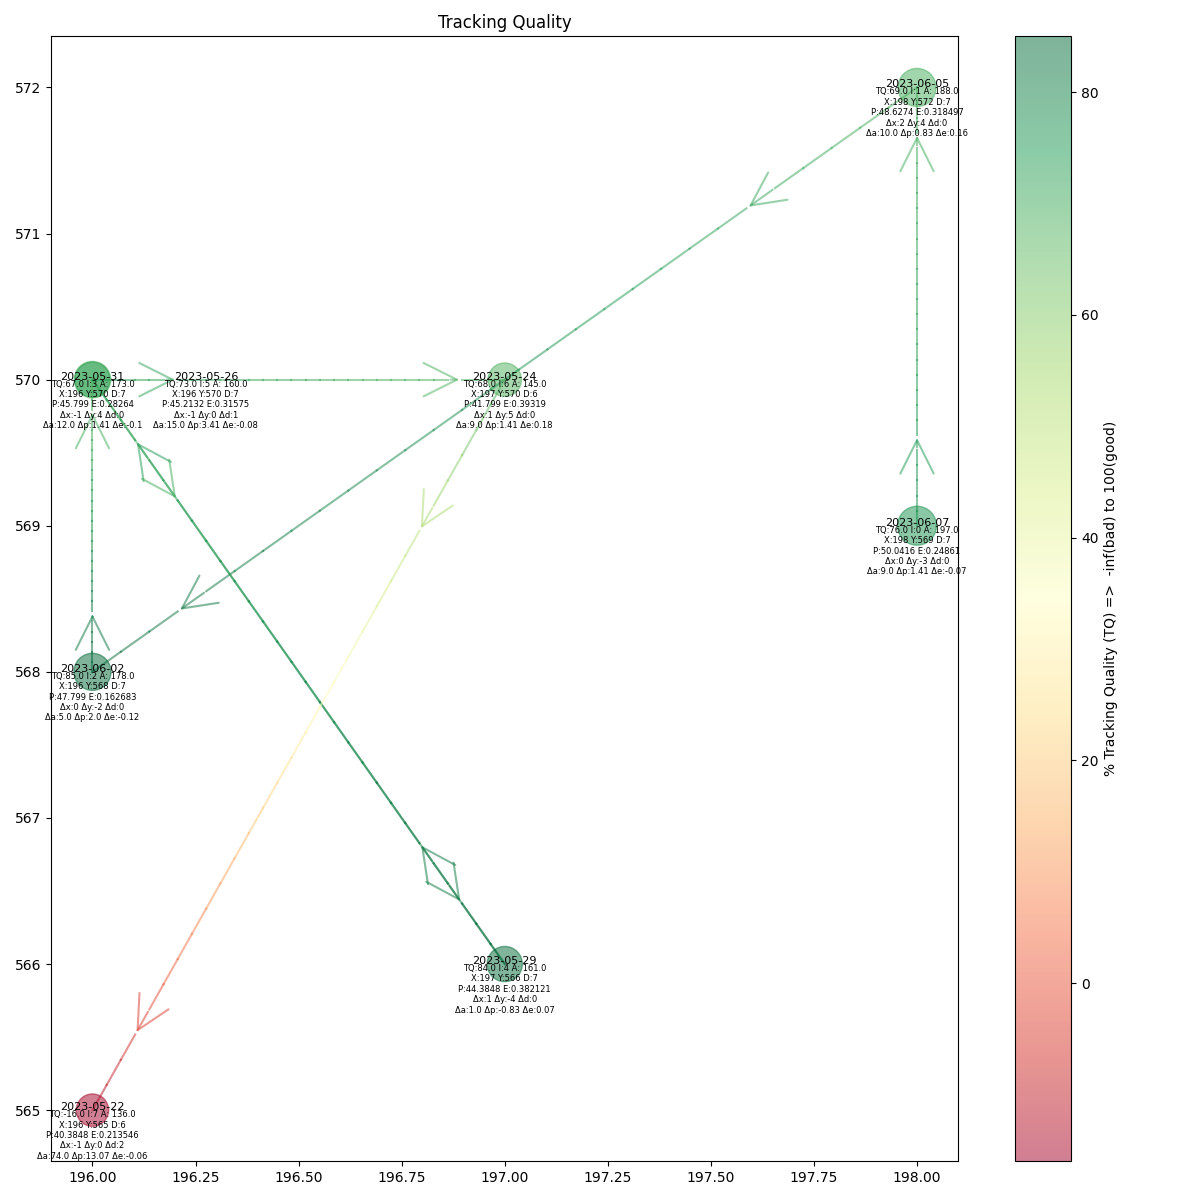 Tracking Quality
572
571
570
569
568
567
566
565
196.00
196.25
196.50
196.75
197.00
197.25
197.50
197.75
198.00
2023-06-05
TQ:69.0 I:1 A: 188.0
X:198 Y:572 D:7
P:48.6274 E:0.318497
Δx:2 Δy:4 Δd:0
Δa:10.0 Δp:0.83 Δe:0.16
2023-05-31
TQ:67.0 I:3 A: 173.0
X:196 Y:570 D:7
P:45.799 E:0.28264
Δx:-1 Δy:4 Δd:0
Δa:12.0 Δp:1.41 Δe:-0.1
2023-05-26
TQ:73.0 I:5 A: 160.0
X:196 Y:570 D:7
P:45.2132 E:0.31575
Δx:-1 Δy:0 Δd:1
Δa:15.0 Δp:3.41 Δe:-0.08
2023-05-24
TQ:68.0 I:6 A: 145.0
X:197 Y:570 D:6
P:41.799 E:0.39319
Δx:1 Δy:5 Δd:0
Δa:9.0 Δp:1.41 Δe:0.18
2023-06-07
TQ:76.0 I:0 A: 197.0
X:198 Y:569 D:7
P:50.0416 E:0.24861
Δx:0 Δy:-3 Δd:0
Δa:9.0 Δp:1.41 Δe:-0.07
2023-06-02
TQ:85.0 I:2 A: 178.0
X:196 Y:568 D:7
P:47.799 E:0.162683
Δx:0 Δy:-2 Δd:0
Δa:5.0 Δp:2.0 Δe:-0.12
2023-05-29
TQ:84.0 I:4 A: 161.0
X:197 Y:566 D:7
P:44.3848 E:0.382121
Δx:1 Δy:-4 Δd:0
Δa:1.0 Δp:-0.83 Δe:0.07
2023-05-22
TQ:-16.0 I:7 A: 136.0
X:196 Y:565 D:6
P:40.3848 E:0.213546
Δx:-1 Δy:0 Δd:2
Δa:74.0 Δp:13.07 Δe:-0.06
80
60
40
20
0
% Tracking Quality (TQ) => -inf(bad) to 100(good)